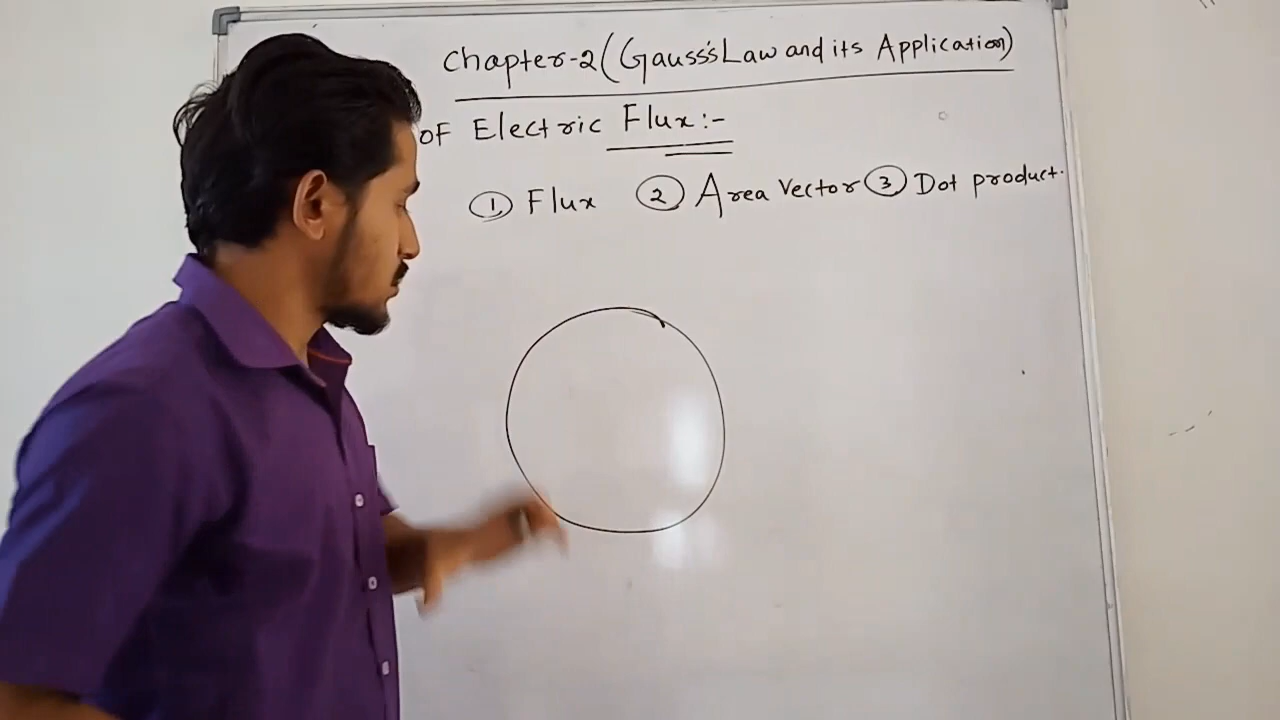 Chapter-2 (Gauss's Law and its Application)
of Electric Flux:-
① Flux ② Area Vector ③ Dot product.